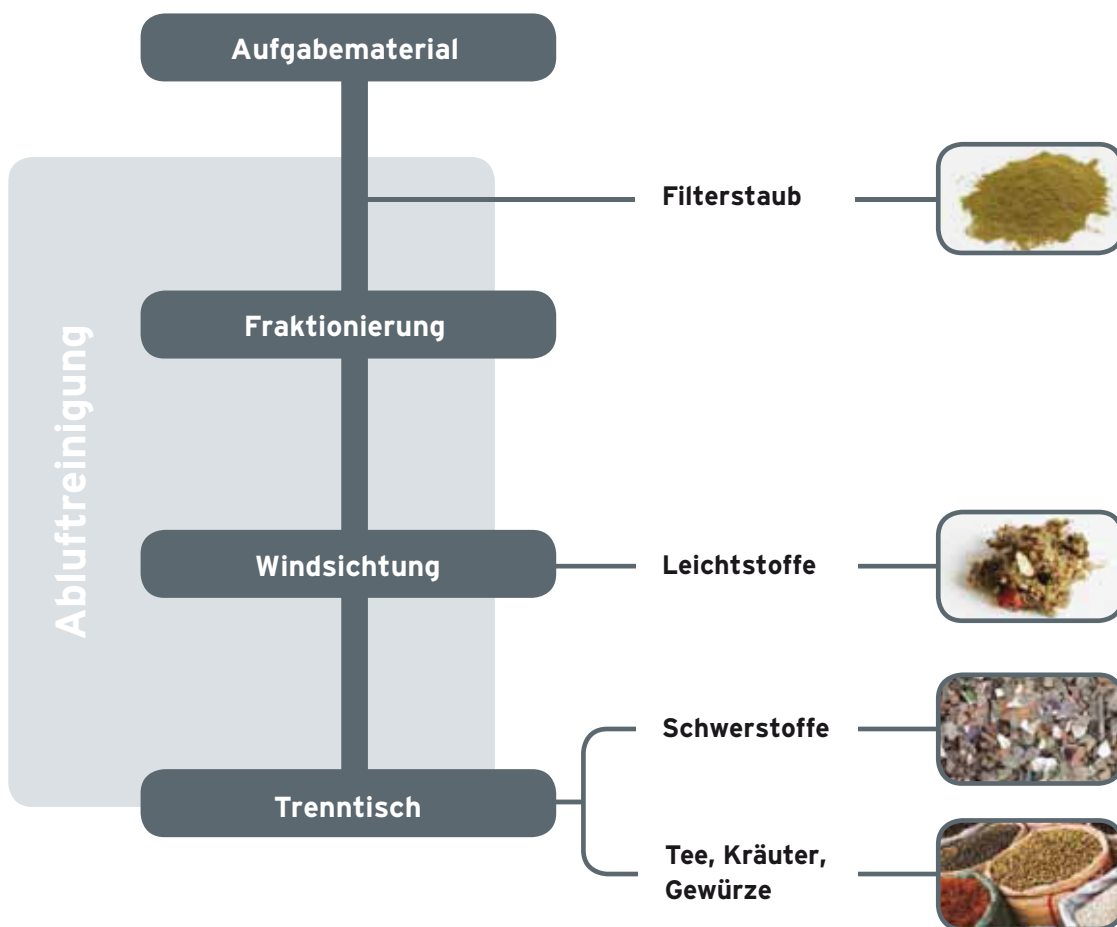 Aufgabematerial
Filterstaub
Fraktionierung
Abluftreinigung
Windsichtung
Leichtstoffe
Schwerstoffe
Trenntisch
Tee, Kräuter,
Gewürze